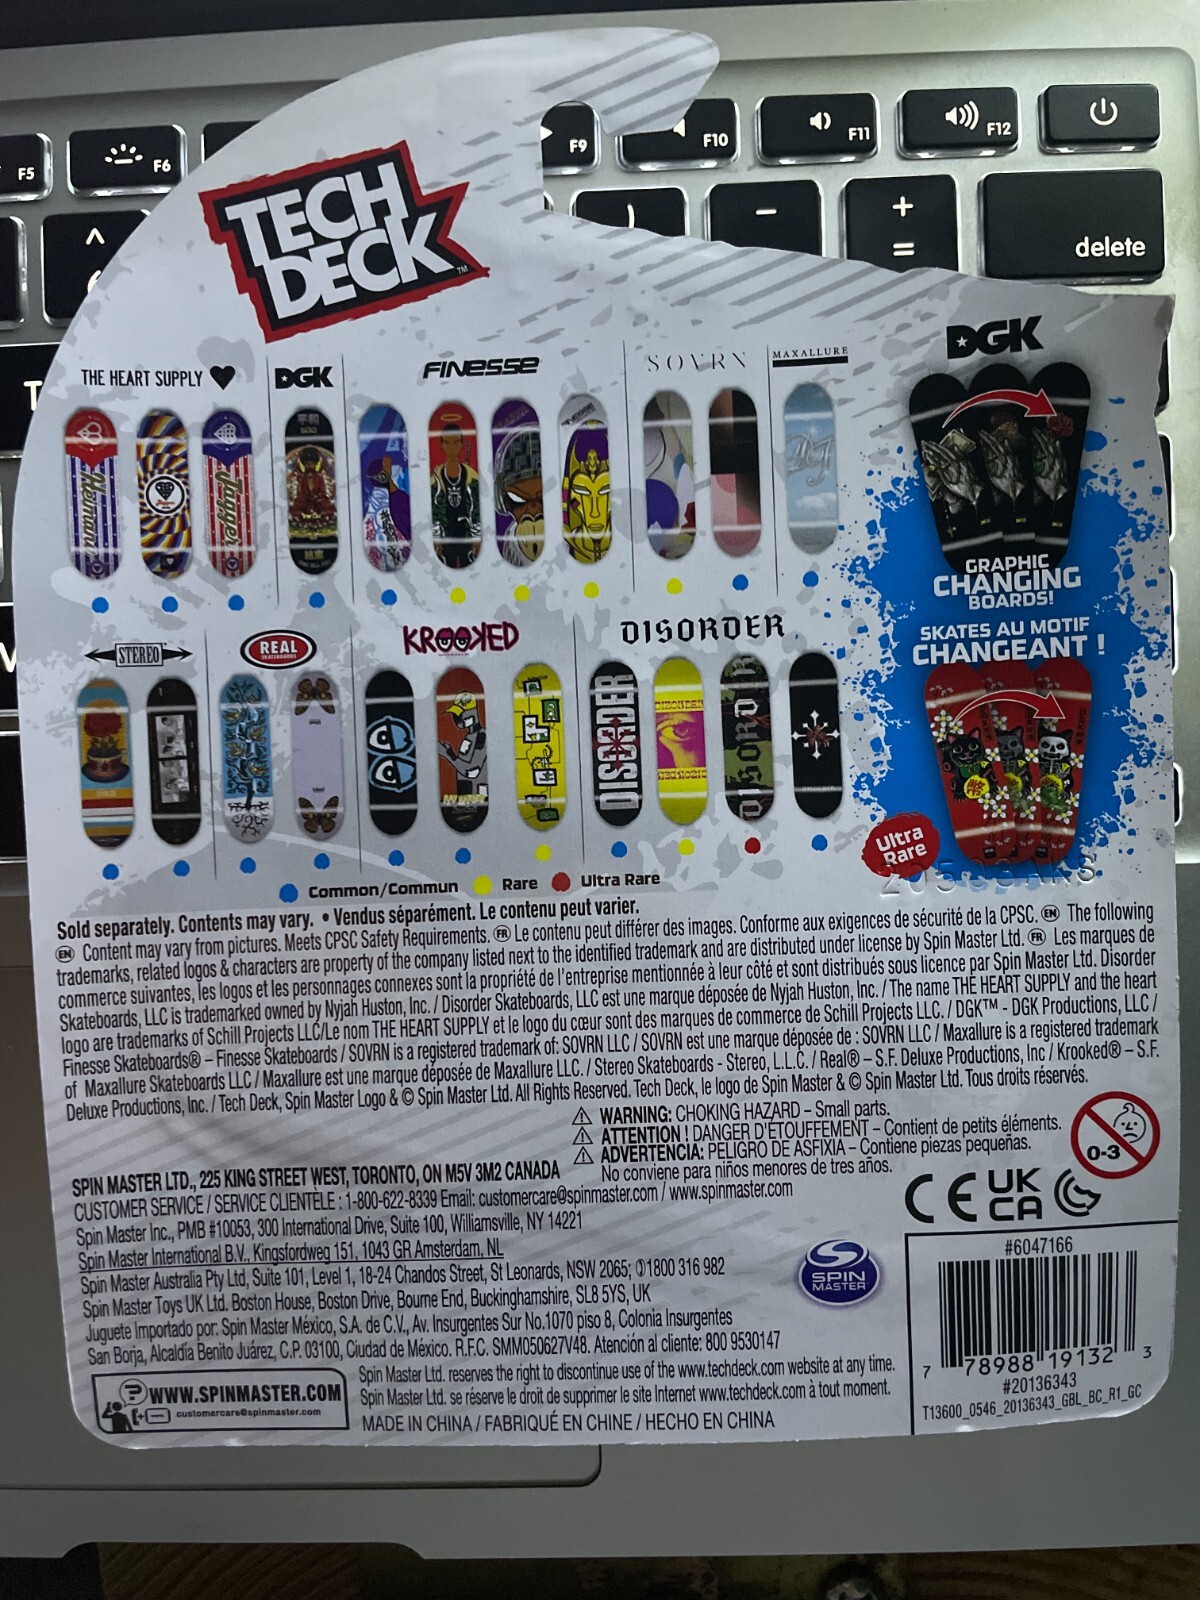 F5
F6
F9
F10
F11
F12
delete
TECH
DECK™
THE HEART SUPPLY
DGK
FINESSE
SOVRN
MAXALLURE
DGK
Heimana
Jagger
GRAPHIC
CHANGING
BOARDS!
SKATES AU MOTIF
CHANGEANT !
STEREO
REAL
SKATEBOARDS
KROOKED
DISORDER
DISORDER
Ultra
Rare
Common/Commun Rare Ultra Rare
Sold separately. Contents may vary. • Vendus séparément. Le contenu peut varier.
EN Content may vary from pictures. Meets CPSC Safety Requirements. FR Le contenu peut différer des images. Conforme aux exigences de sécurité de la CPSC. EN The following
trademarks, related logos & characters are property of the company listed next to the identified trademark and are distributed under license by Spin Master Ltd. FR Les marques de
commerce suivantes, les logos et les personnages connexes sont la propriété de l'entreprise mentionnée à leur côté et sont distribués sous licence par Spin Master Ltd. Disorder
Skateboards, LLC is trademarked owned by Nyjah Huston, Inc. / Disorder Skateboards, LLC est une marque déposée de Nyjah Huston, Inc. / The name THE HEART SUPPLY and the heart
logo are trademarks of Schill Projects LLC/Le nom THE HEART SUPPLY et le logo du cœur sont des marques de commerce de Schill Projects LLC. / DGK™ - DGK Productions, LLC /
Finesse Skateboards® – Finesse Skateboards / SOVRN is a registered trademark of: SOVRN LLC / SOVRN est une marque déposée de : SOVRN LLC / Maxallure is a registered trademark
of Maxallure Skateboards LLC / Maxallure est une marque déposée de Maxallure LLC. / Stereo Skateboards - Stereo, L.L.C. / Real® – S.F. Deluxe Productions, Inc / Krooked® – S.F.
Deluxe Productions, Inc. / Tech Deck, Spin Master Logo & © Spin Master Ltd. All Rights Reserved. Tech Deck, le logo de Spin Master & © Spin Master Ltd. Tous droits réservés.
WARNING: CHOKING HAZARD – Small parts.
ATTENTION ! DANGER D'ÉTOUFFEMENT – Contient de petits éléments.
ADVERTENCIA: PELIGRO DE ASFIXIA – Contiene piezas pequeñas.
No conviene para niños menores de tres años.
0-3
SPIN MASTER LTD., 225 KING STREET WEST, TORONTO, ON M5V 3M2 CANADA
CUSTOMER SERVICE / SERVICE CLIENTÈLE : 1-800-622-8339 Email: customercare@spinmaster.com / www.spinmaster.com
Spin Master Inc., PMB #10053, 300 International Drive, Suite 100, Williamsville, NY 14221
Spin Master International B.V., Kingsfordweg 151, 1043 GR Amsterdam, NL
Spin Master Australia Pty Ltd, Suite 101, Level 1, 18-24 Chandos Street, St Leonards, NSW 2065; ✆1800 316 982
Spin Master Toys UK Ltd. Boston House, Boston Drive, Bourne End, Buckinghamshire, SL8 5YS, UK
Juguete Importado por: Spin Master México, S.A. de C.V., Av. Insurgentes Sur No.1070 piso 8, Colonia Insurgentes
San Borja, Alcaldía Benito Juárez, C.P. 03100, Ciudad de México. R.F.C. SMM050627V48. Atención al cliente: 800 9530147
CE UK
CA
SPIN
MASTER™
#6047166
7 78988 19132 3
#20136343
T13600_0546_20136343_GBL_BC_R1_GC
WWW.SPINMASTER.COM
customercare@spinmaster.com
Spin Master Ltd. reserves the right to discontinue use of the www.techdeck.com website at any time.
Spin Master Ltd. se réserve le droit de supprimer le site Internet www.techdeck.com à tout moment.
MADE IN CHINA / FABRIQUÉ EN CHINE / HECHO EN CHINA